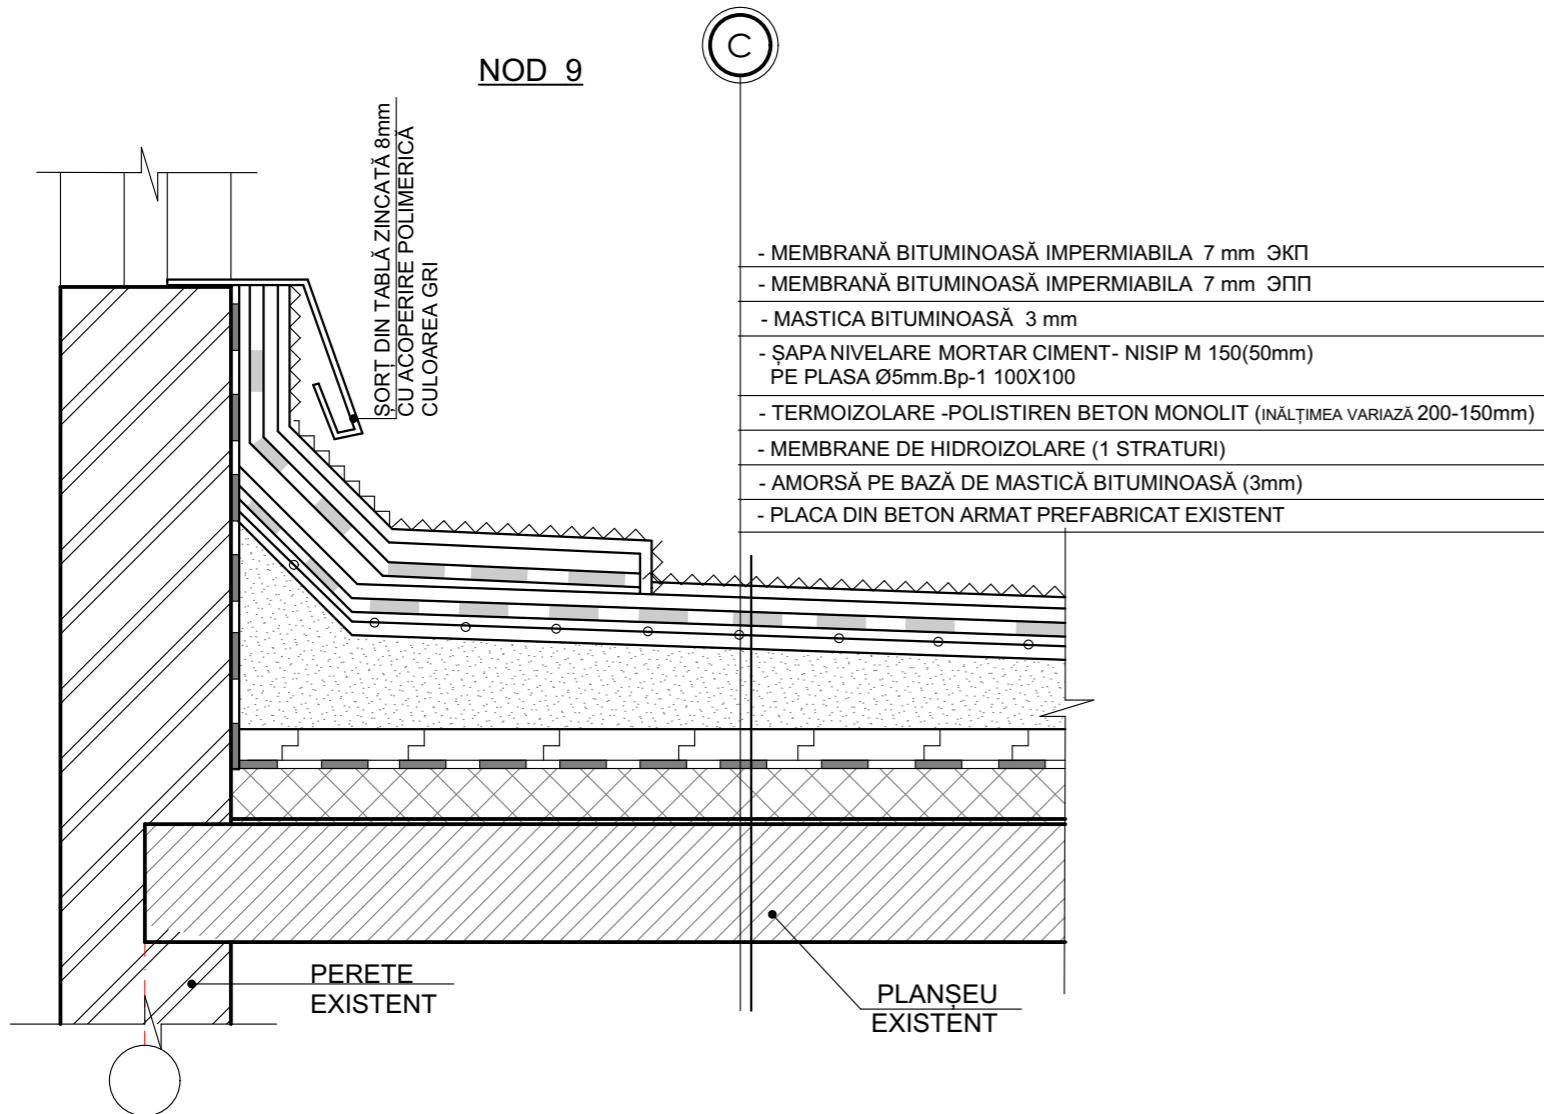 NOD 9
C
ȘORȚ DIN TABLĂ ZINCATĂ 8mm
CU ACOPERIRE POLIMERICĂ
CULOAREA GRI
- MEMBRANĂ BITUMINOASĂ IMPERMIABILA 7 mm ЭКП
- MEMBRANĂ BITUMINOASĂ IMPERMIABILA 7 mm ЭПП
- MASTICA BITUMINOASĂ 3 mm
- ȘAPA NIVELARE MORTAR CIMENT- NISIP M 150(50mm)
PE PLASA Ø5mm.Bp-1 100X100
- TERMOIZOLARE -POLISTIREN BETON MONOLIT (INĂLȚIMEA VARIAZĂ 200-150mm)
- MEMBRANE DE HIDROIZOLARE (1 STRATURI)
- AMORSĂ PE BAZĂ DE MASTICĂ BITUMINOASĂ (3mm)
- PLACA DIN BETON ARMAT PREFABRICAT EXISTENT
PERETE
EXISTENT
PLANȘEU
EXISTENT